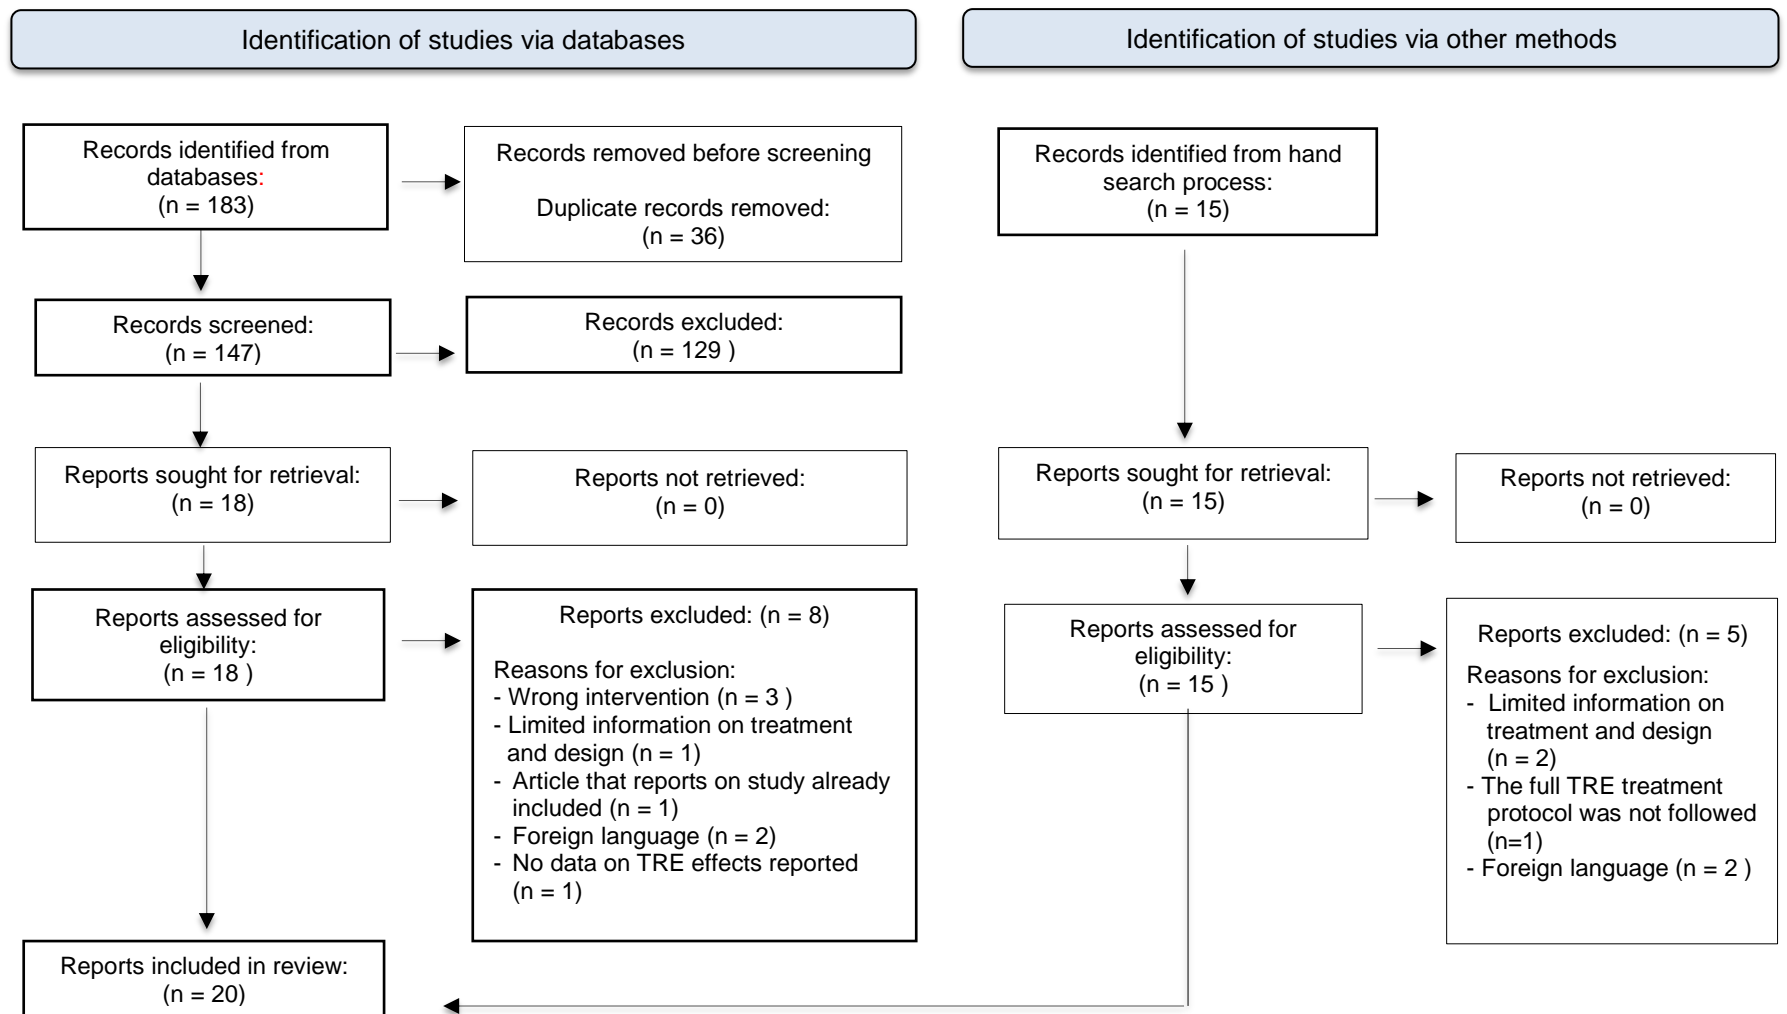 Identification of studies via databases
Identification of studies via other methods
Records identified from
databases:
(n = 183)
Records removed before screening
Duplicate records removed:
(n = 36)
Records identified from hand
search process:
(n = 15)
Records screened:
(n = 147)
Records excluded:
(n = 129 )
Reports sought for retrieval:
(n = 18)
Reports not retrieved:
(n = 0)
Reports sought for retrieval:
(n = 15)
Reports not retrieved:
(n = 0)
Reports assessed for
eligibility:
(n = 18 )
Reports excluded: (n = 8)
Reasons for exclusion:
- Wrong intervention (n = 3 )
- Limited information on treatment
and design (n = 1)
- Article that reports on study already
included (n = 1)
- Foreign language (n = 2)
- No data on TRE effects reported
(n = 1)
Reports assessed for
eligibility:
(n = 15 )
Reports excluded: (n = 5)
Reasons for exclusion:
- Limited information on
treatment and design
(n = 2)
- The full TRE treatment
protocol was not followed
(n=1)
- Foreign language (n = 2 )
Reports included in review:
(n = 20)